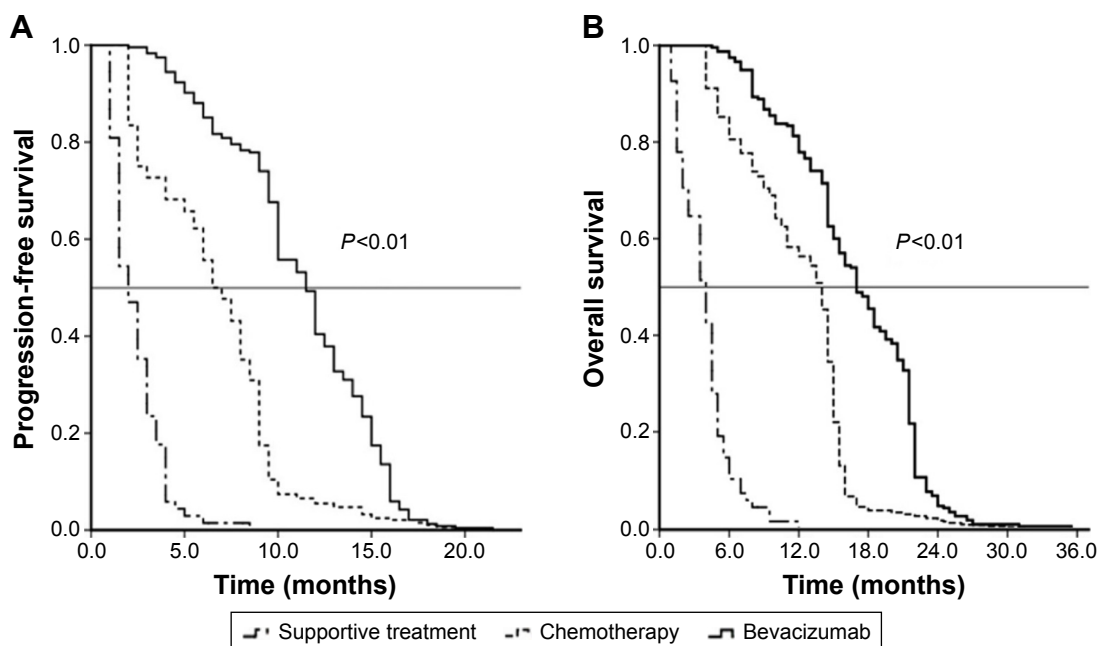 A
Progression-free survival
1.0
0.8
0.6
0.4
0.2
0.0
P<0.01
0.0 5.0 10.0 15.0 20.0
Time (months)
B
Overall survival
1.0
0.8
0.6
0.4
0.2
0.0
P<0.01
0.0 6.0 12.0 18.0 24.0 30.0 36.0
Time (months)
Supportive treatment Chemotherapy Bevacizumab